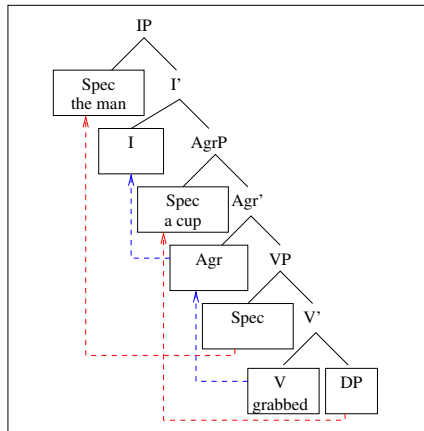 IP
Spec
the man
I'
I
AgrP
Spec
a cup
Agr'
Agr
VP
Spec
V'
V
grabbed
DP